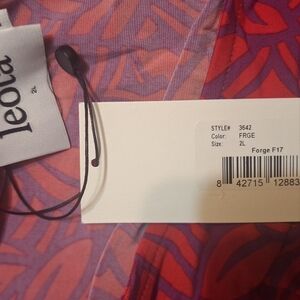 leota
2L
STYLE# 3642
Color: FRGE
Size: 2L
Forge F17
8 42715 12883